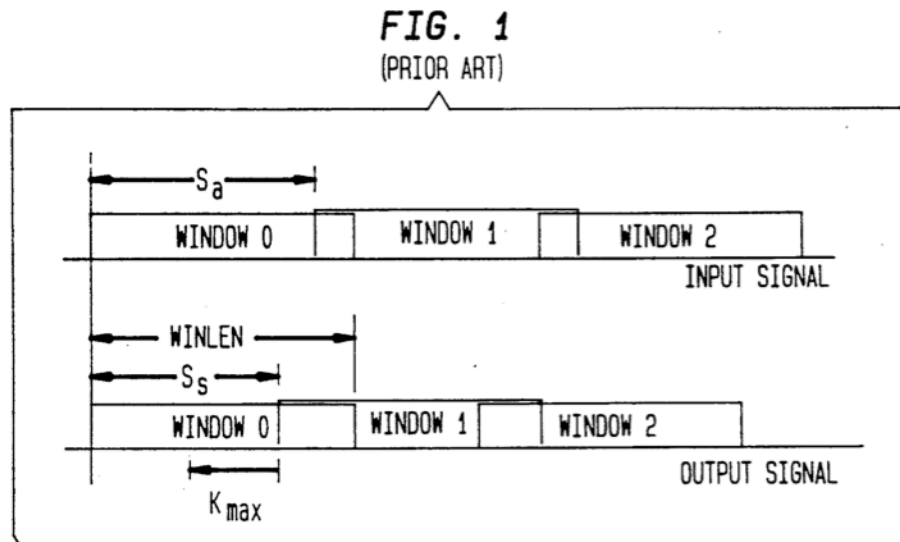 FIG. 1
(PRIOR ART)
Sa
WINDOW 0 WINDOW 1 WINDOW 2
INPUT SIGNAL
WINLEN
Ss
WINDOW 0 WINDOW 1 WINDOW 2
OUTPUT SIGNAL
Kmax